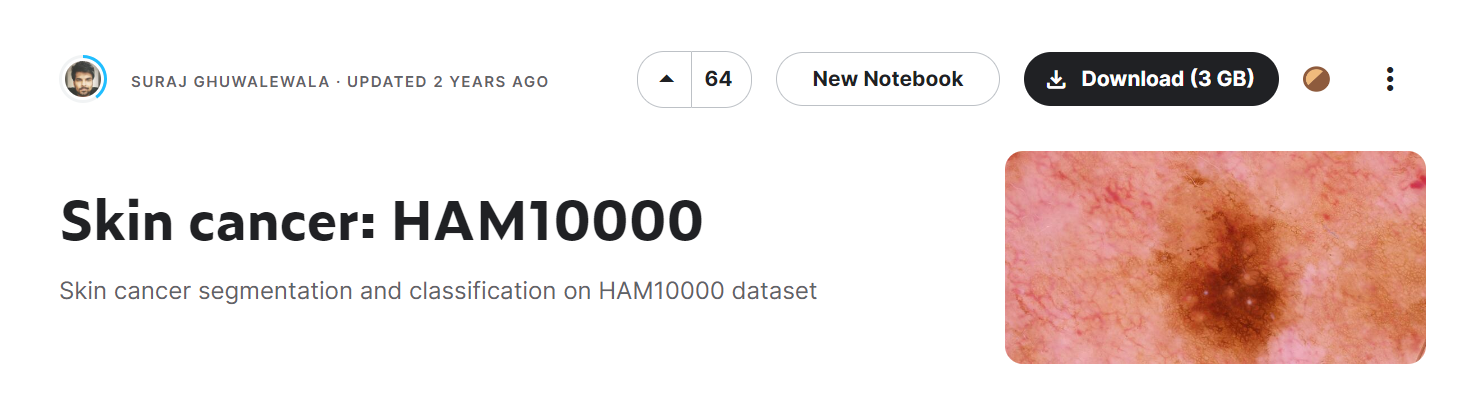 SURAJ GHUWALEWALA · UPDATED 2 YEARS AGO
64
New Notebook
Download (3 GB)
Skin cancer: HAM10000
Skin cancer segmentation and classification on HAM10000 dataset